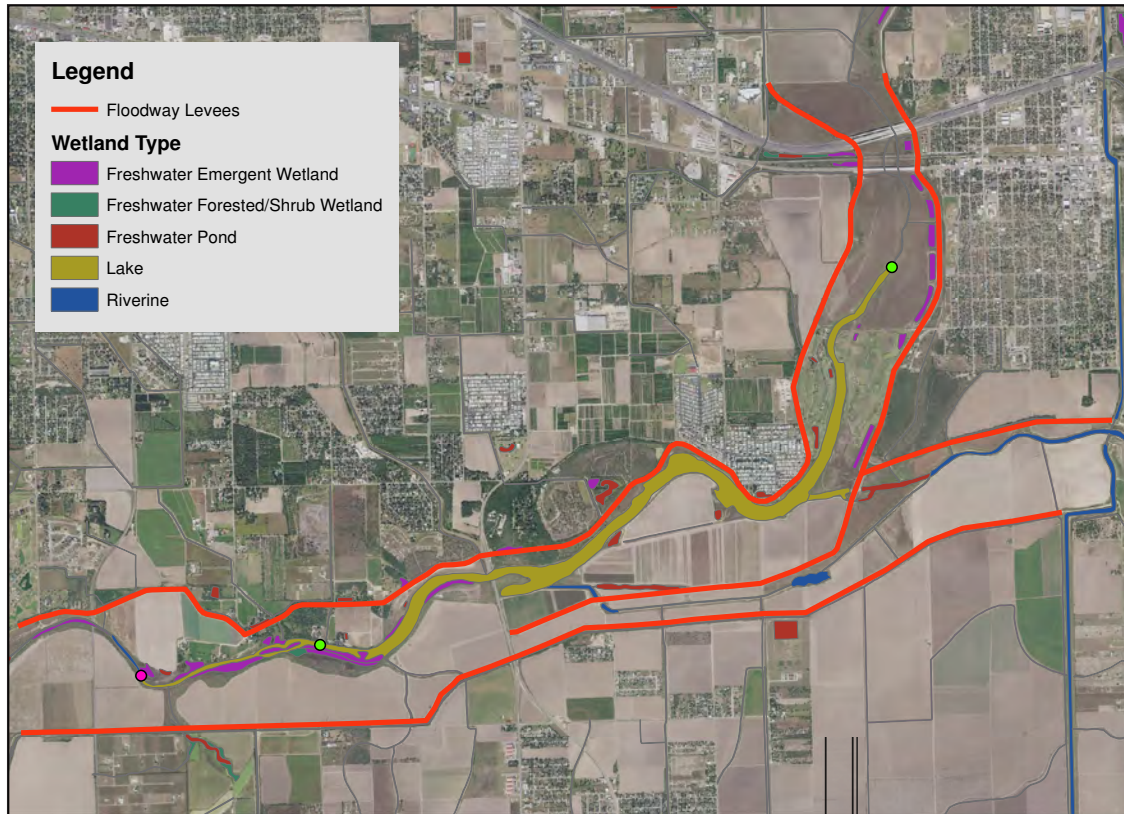 Legend
Floodway Levees
Wetland Type
Freshwater Emergent Wetland
Freshwater Forested/Shrub Wetland
Freshwater Pond
Lake
Riverine